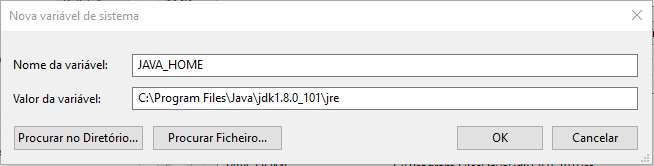 Nova variável de sistema
Nome da variável: JAVA_HOME
Valor da variável: C:\Program Files\Java\jdk1.8.0_101\jre
Procurar no Diretório... Procurar Ficheiro... OK Cancelar